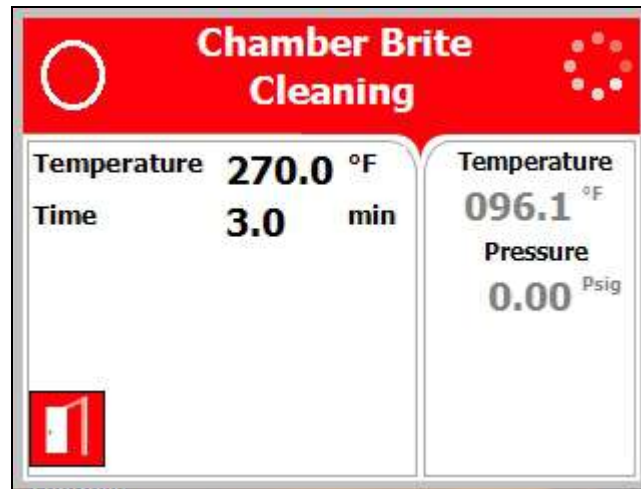 Chamber Brite
Cleaning
Temperature 270.0 °F
Time 3.0 min
Temperature
096.1 °F
Pressure
0.00 Psig